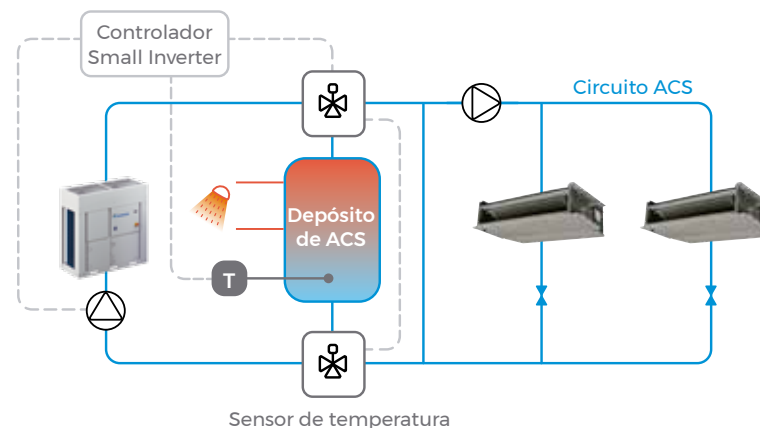 Controlador
Small Inverter
Circuito ACS
Depósito
de ACS
T
Sensor de temperatura